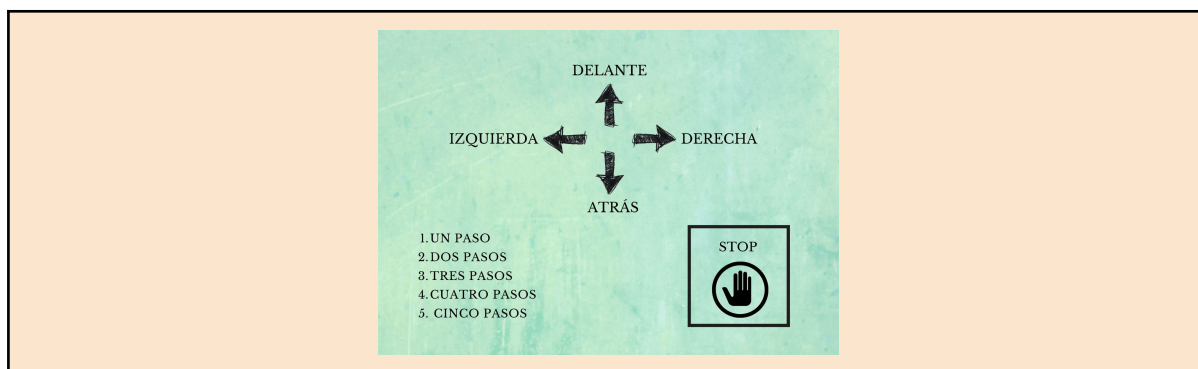 DELANTE
IZQUIERDA DERECHA
ATRÁS
1. UN PASO
2. DOS PASOS
3. TRES PASOS
4. CUATRO PASOS
5. CINCO PASOS
STOP